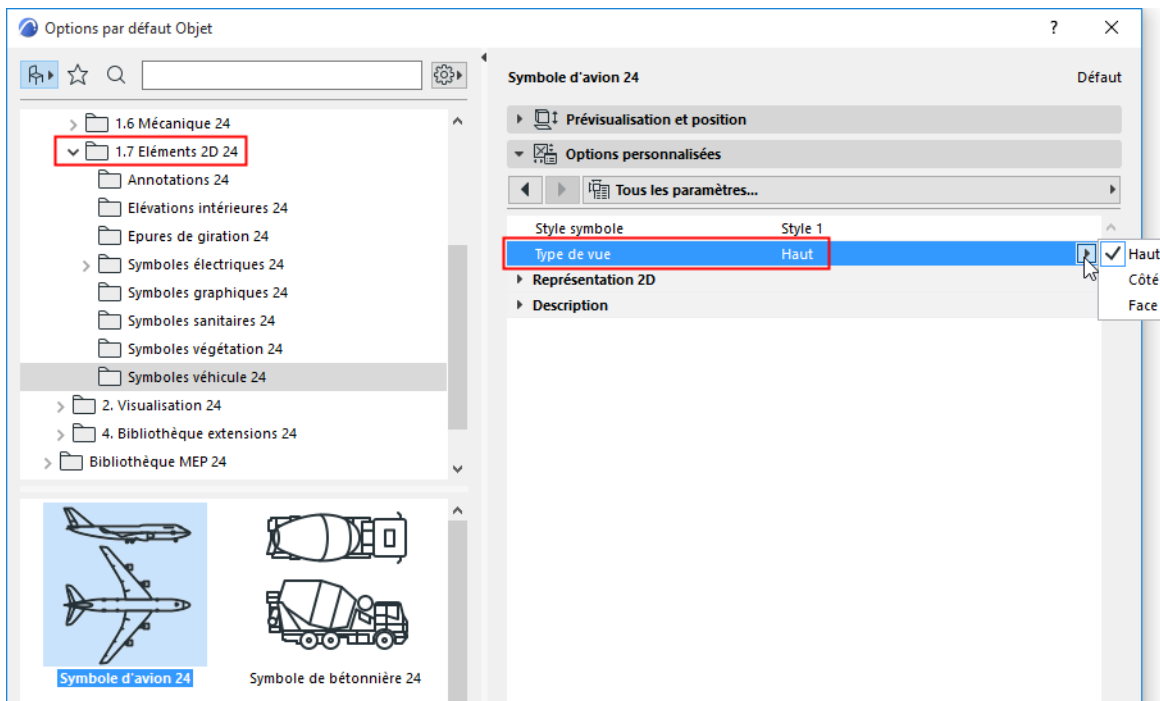 Options par défaut Objet
?
1.6 Mécanique 24
1.7 Eléments 2D 24
Annotations 24
Elévations intérieures 24
Epures de giration 24
Symboles électriques 24
Symboles graphiques 24
Symboles sanitaires 24
Symboles végétation 24
Symboles véhicule 24
2. Visualisation 24
4. Bibliothèque extensions 24
Bibliothèque MEP 24
Symbole d'avion 24
Symbole de bétonnière 24
Symbole d'avion 24 Défaut
Prévisualisation et position
Options personnalisées
Tous les paramètres...
Style symbole Style 1
Type de vue Haut
Représentation 2D
Description
Haut
Côté
Face